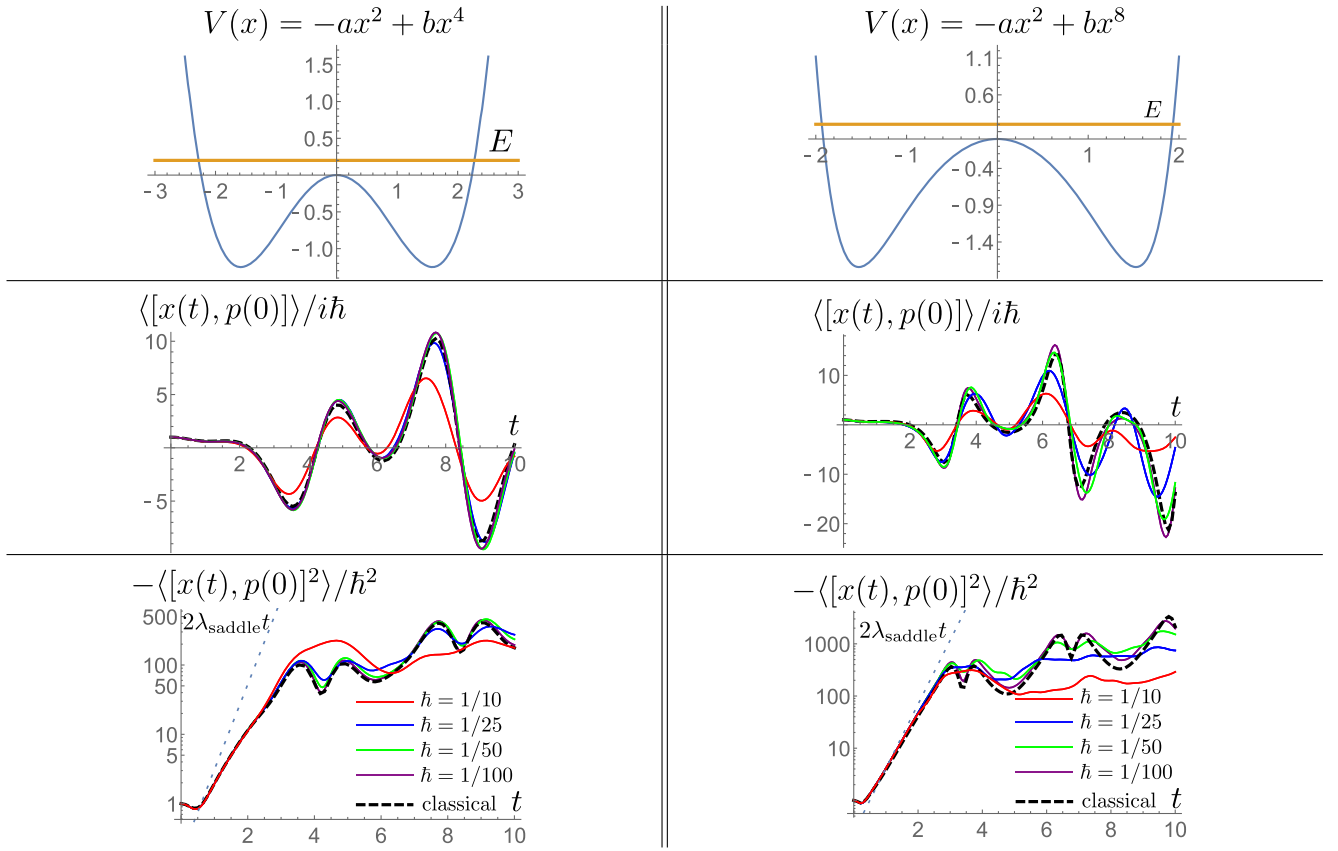 V(x) = −ax² + bx⁴
1.5
1.0
0.5
E
-3 -2 -1 1 2 3
-0.5
-1.0
V(x) = −ax² + bx⁸
1.1
0.6
E
-2 -1 1 2
-0.4
-0.9
-1.4
⟨[x(t), p(0)]⟩/iħ
10
5
t
2 4 6 8 10
-5
⟨[x(t), p(0)]⟩/iħ
10
t
2 4 6 8 10
-10
-20
−⟨[x(t), p(0)]²⟩/ħ²
500
2λsaddle t
100
50
10
5
1
ħ = 1/10
ħ = 1/25
ħ = 1/50
ħ = 1/100
classical t
2 4 6 8 10
−⟨[x(t), p(0)]²⟩/ħ²
2λsaddle t
1000
100
10
ħ = 1/10
ħ = 1/25
ħ = 1/50
ħ = 1/100
classical t
2 4 6 8 10